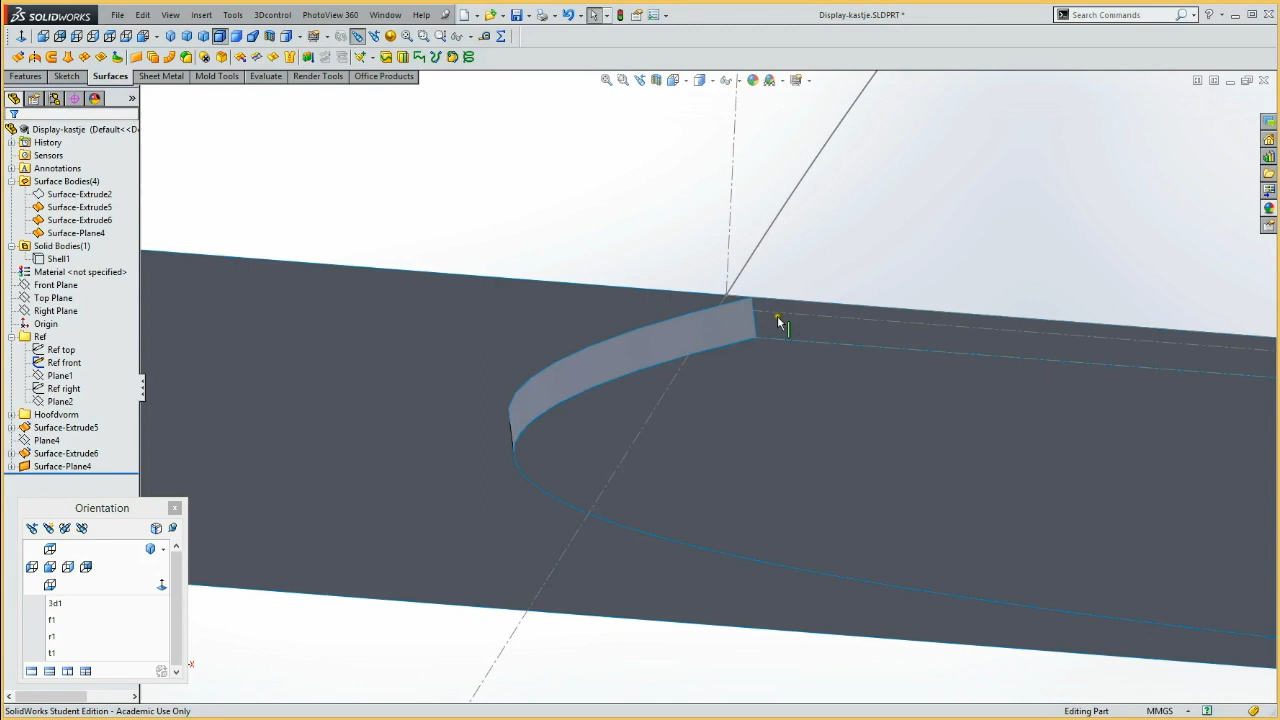 SOLIDWORKS File Edit View Insert Tools 3Dcontrol PhotoView 360 Window Help Display-kastje.SLDPRT * Search Commands
Features Sketch Surfaces Sheet Metal Mold Tools Evaluate Render Tools Office Products
Display-kastje (Default<<D
History
Sensors
Annotations
Surface Bodies(4)
Surface-Extrude2
Surface-Extrude5
Surface-Extrude6
Surface-Plane4
Solid Bodies(1)
Shell1
Material <not specified>
Front Plane
Top Plane
Right Plane
Origin
Ref
Ref top
Ref front
Plane1
Ref right
Plane2
Hoofdvorm
Surface-Extrude5
Plane4
Surface-Extrude6
Surface-Plane4
Orientation
3d1
f1
r1
t1
SolidWorks Student Edition - Academic Use Only Editing Part MMGS